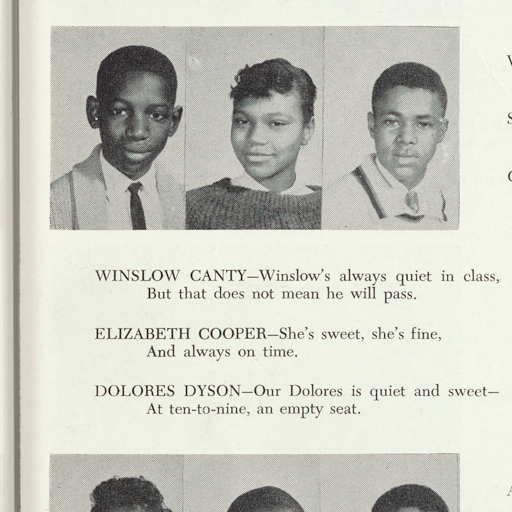 WINSLOW CANTY—Winslow's always quiet in class,
But that does not mean he will pass.
ELIZABETH COOPER—She's sweet, she's fine,
And always on time.
DOLORES DYSON—Our Dolores is quiet and sweet—
At ten-to-nine, an empty seat.